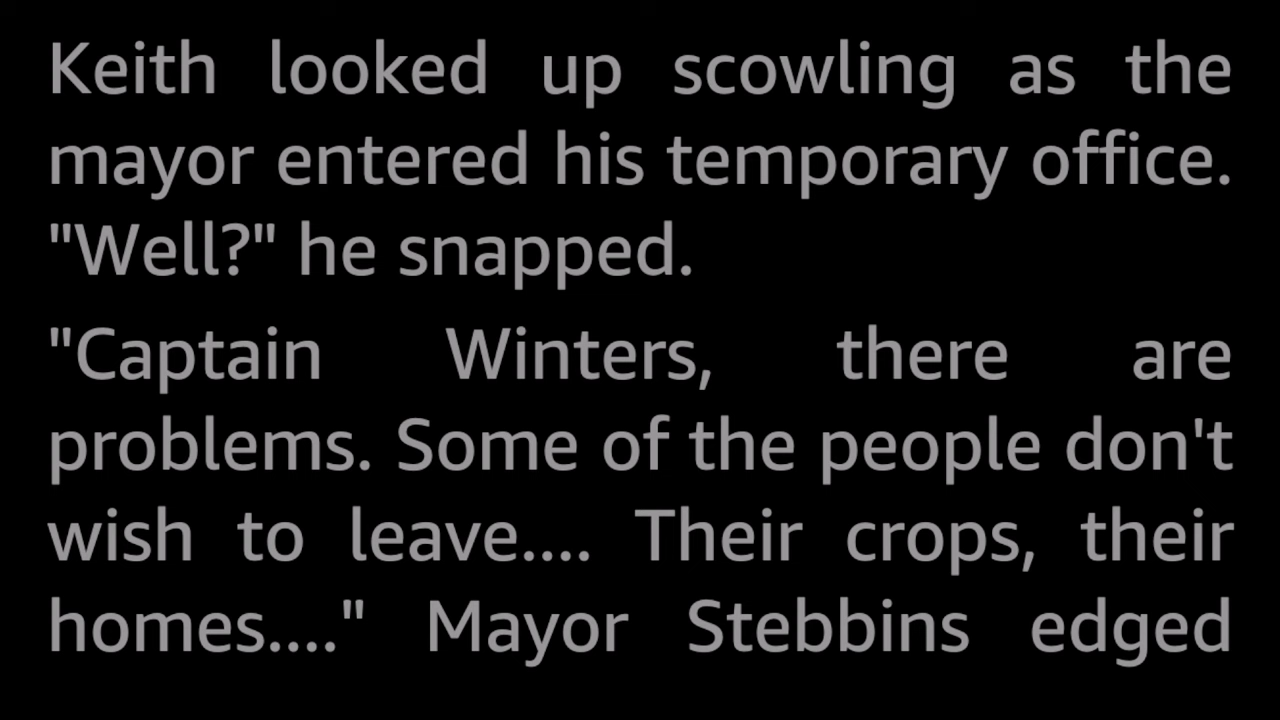 Keith looked up scowling as the
mayor entered his temporary office.
"Well?" he snapped.
"Captain Winters, there are
problems. Some of the people don't
wish to leave.... Their crops, their
homes...." Mayor Stebbins edged